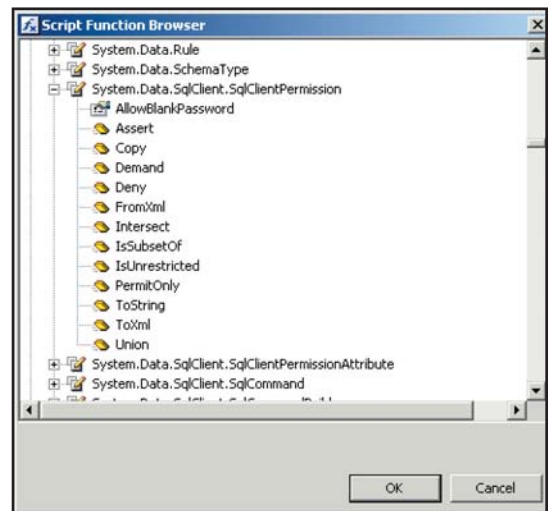 Script Function Browser
System.Data.Rule
System.Data.SchemaType
System.Data.SqlClient.SqlClientPermission
AllowBlankPassword
Assert
Copy
Demand
Deny
FromXml
Intersect
IsSubsetOf
IsUnrestricted
PermitOnly
ToString
ToXml
Union
System.Data.SqlClient.SqlClientPermissionAttribute
System.Data.SqlClient.SqlCommand
OK Cancel